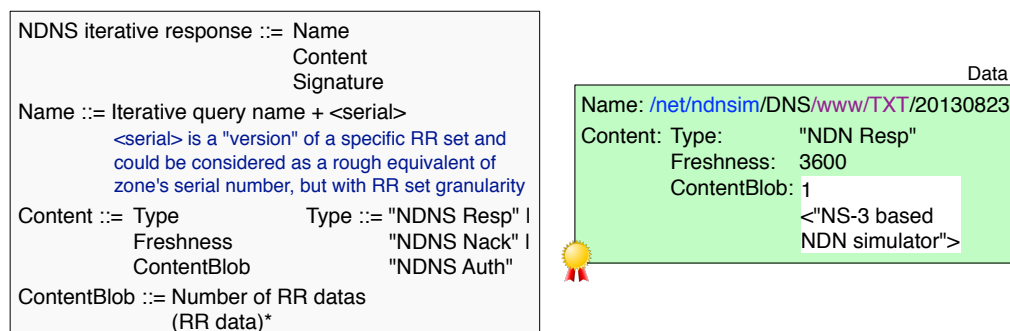 NDNS iterative response ::= Name
Content
Signature
Name ::= Iterative query name + <serial>
<serial> is a "version" of a specific RR set and
could be considered as a rough equivalent of
zone's serial number, but with RR set granularity
Content ::= Type Type ::= "NDNS Resp" |
Freshness "NDNS Nack" |
ContentBlob "NDNS Auth"
ContentBlob ::= Number of RR datas
(RR data)*
Data
Name: /net/ndnsim/DNS/www/TXT/20130823
Content: Type: "NDN Resp"
Freshness: 3600
ContentBlob: 1
<"NS-3 based
NDN simulator">